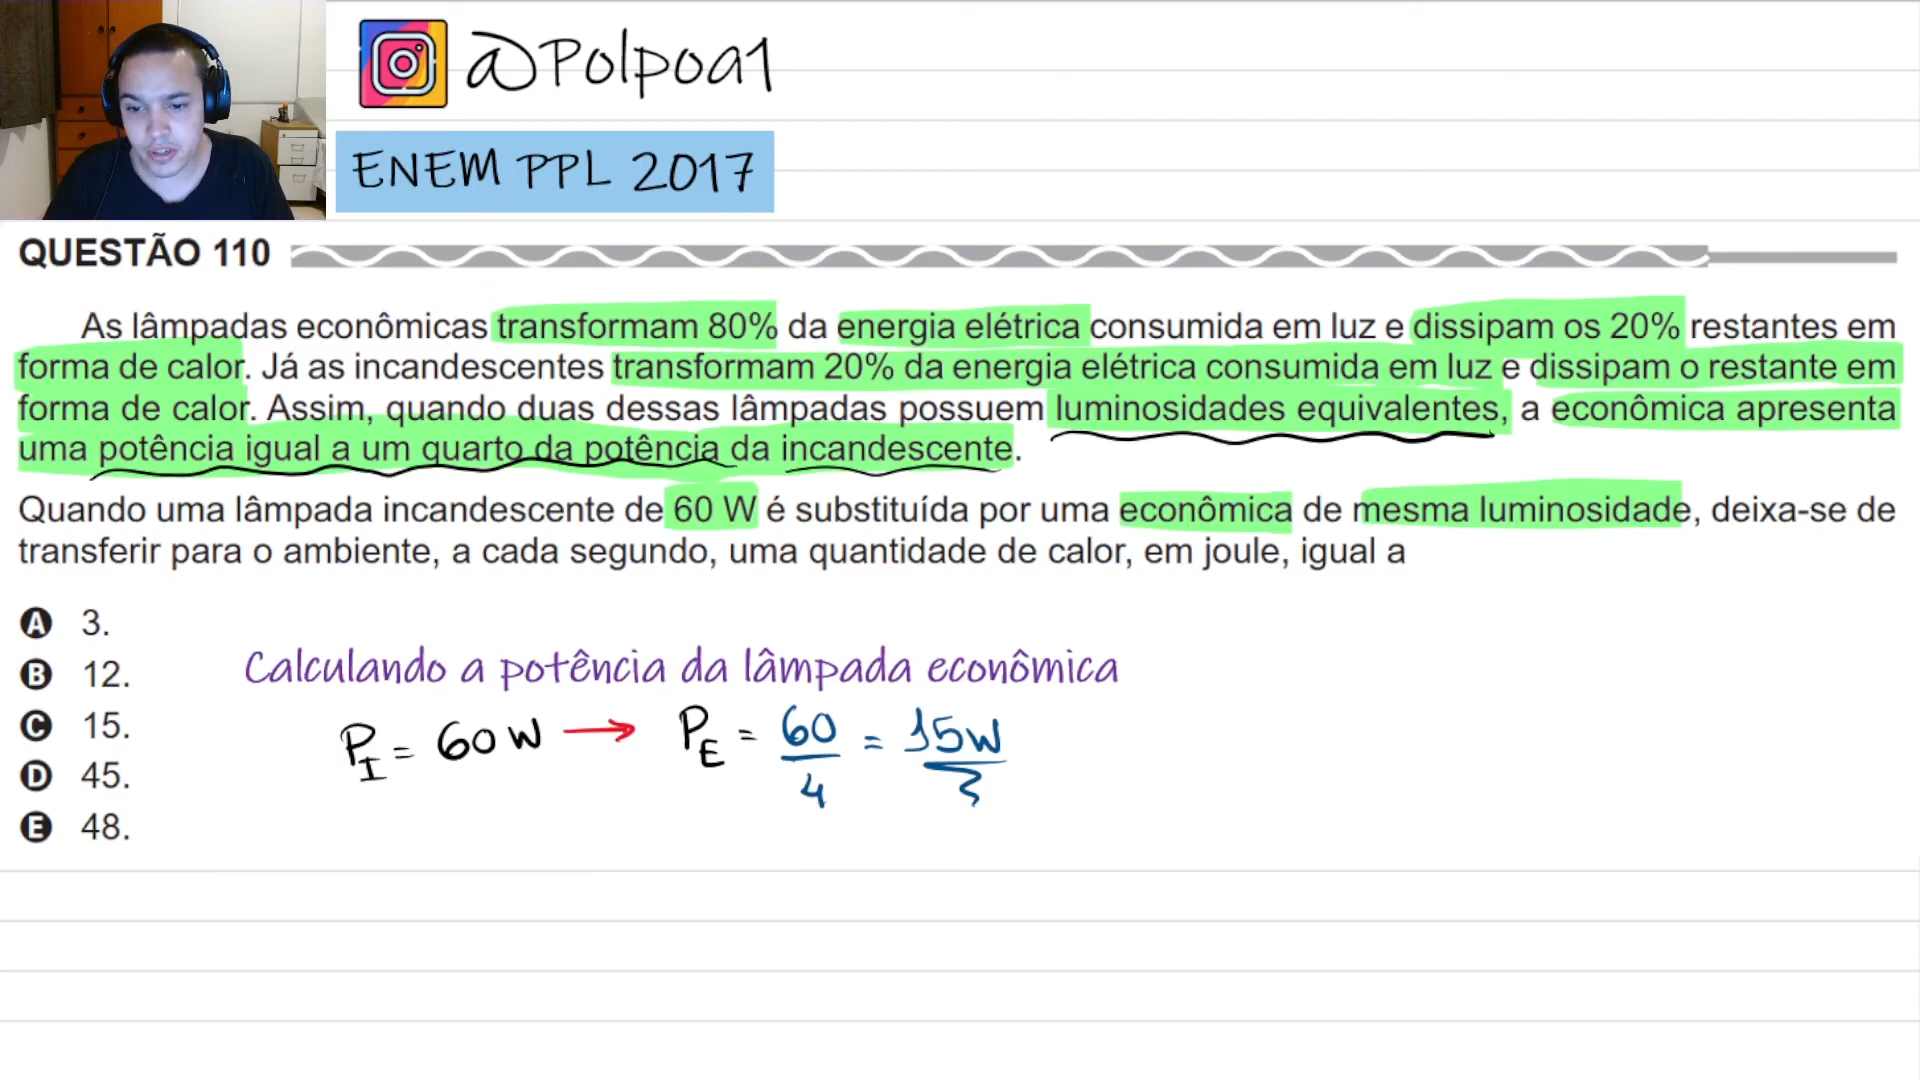 @Polpoa1
ENEM PPL 2017
QUESTÃO 110
As lâmpadas econômicas transformam 80% da energia elétrica consumida em luz e dissipam os 20% restantes em
forma de calor. Já as incandescentes transformam 20% da energia elétrica consumida em luz e dissipam o restante em
forma de calor. Assim, quando duas dessas lâmpadas possuem luminosidades equivalentes, a econômica apresenta
uma potência igual a um quarto da potência da incandescente.
Quando uma lâmpada incandescente de 60 W é substituída por uma econômica de mesma luminosidade, deixa-se de
transferir para o ambiente, a cada segundo, uma quantidade de calor, em joule, igual a
A 3.
B 12.
C 15.
D 45.
E 48.
Calculando a potência da lâmpada econômica
P_I = 60 W → P_E = 60/4 = 15W